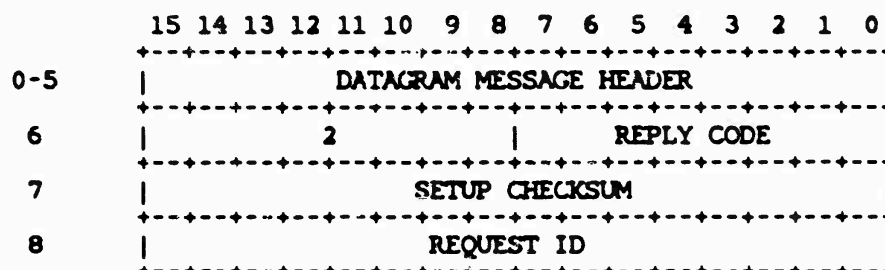 15 14 13 12 11 10 9 8 7 6 5 4 3 2 1 0
+--+--+--+--+--+--+--+--+--+--+--+--+--+--+--+--+
0-5 | DATAGRAM MESSAGE HEADER
+--+--+--+--+--+--+--+--+--+--+--+--+--+--+--+--+
6 | 2 | REPLY CODE
+--+--+--+--+--+--+--+--+--+--+--+--+--+--+--+--+
7 | SETUP CHECKSUM
+--+--+--+--+--+--+--+--+--+--+--+--+--+--+--+--+
8 | REQUEST ID
+--+--+--+--+--+--+--+--+--+--+--+--+--+--+--+--+